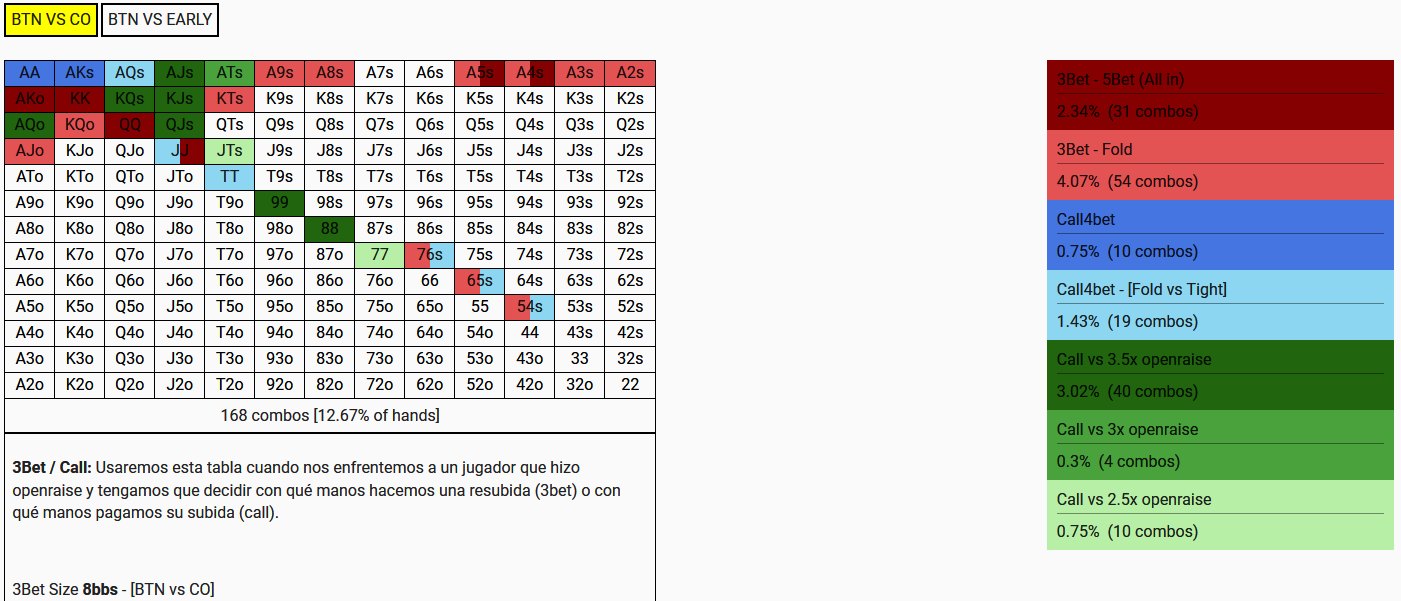 BTN VS CO BTN VS EARLY
AA AKs AQs AJs ATs A9s A8s A7s A6s A5s A4s A3s A2s
AKo KK KQs KJs KTs K9s K8s K7s K6s K5s K4s K3s K2s
AQo KQo QQ QJs QTs Q9s Q8s Q7s Q6s Q5s Q4s Q3s Q2s
AJo KJo QJo JJ JTs J9s J8s J7s J6s J5s J4s J3s J2s
ATo KTo QTo JTo TT T9s T8s T7s T6s T5s T4s T3s T2s
A9o K9o Q9o J9o T9o 99 98s 97s 96s 95s 94s 93s 92s
A8o K8o Q8o J8o T8o 98o 88 87s 86s 85s 84s 83s 82s
A7o K7o Q7o J7o T7o 97o 87o 77 76s 75s 74s 73s 72s
A6o K6o Q6o J6o T6o 96o 86o 76o 66 65s 64s 63s 62s
A5o K5o Q5o J5o T5o 95o 85o 75o 65o 55 54s 53s 52s
A4o K4o Q4o J4o T4o 94o 84o 74o 64o 54o 44 43s 42s
A3o K3o Q3o J3o T3o 93o 83o 73o 63o 53o 43o 33 32s
A2o K2o Q2o J2o T2o 92o 82o 72o 62o 52o 42o 32o 22
168 combos [12.67% of hands]
3Bet / Call: Usaremos esta tabla cuando nos enfrentemos a un jugador que hizo
openraise y tengamos que decidir con qué manos hacemos una resubida (3bet) o con
qué manos pagamos su subida (call).
3Bet Size 8bbs - [BTN vs CO]
3Bet - 5Bet (All in)
2.34% (31 combos)
3Bet - Fold
4.07% (54 combos)
Call4bet
0.75% (10 combos)
Call4bet - [Fold vs Tight]
1.43% (19 combos)
Call vs 3.5x openraise
3.02% (40 combos)
Call vs 3x openraise
0.3% (4 combos)
Call vs 2.5x openraise
0.75% (10 combos)